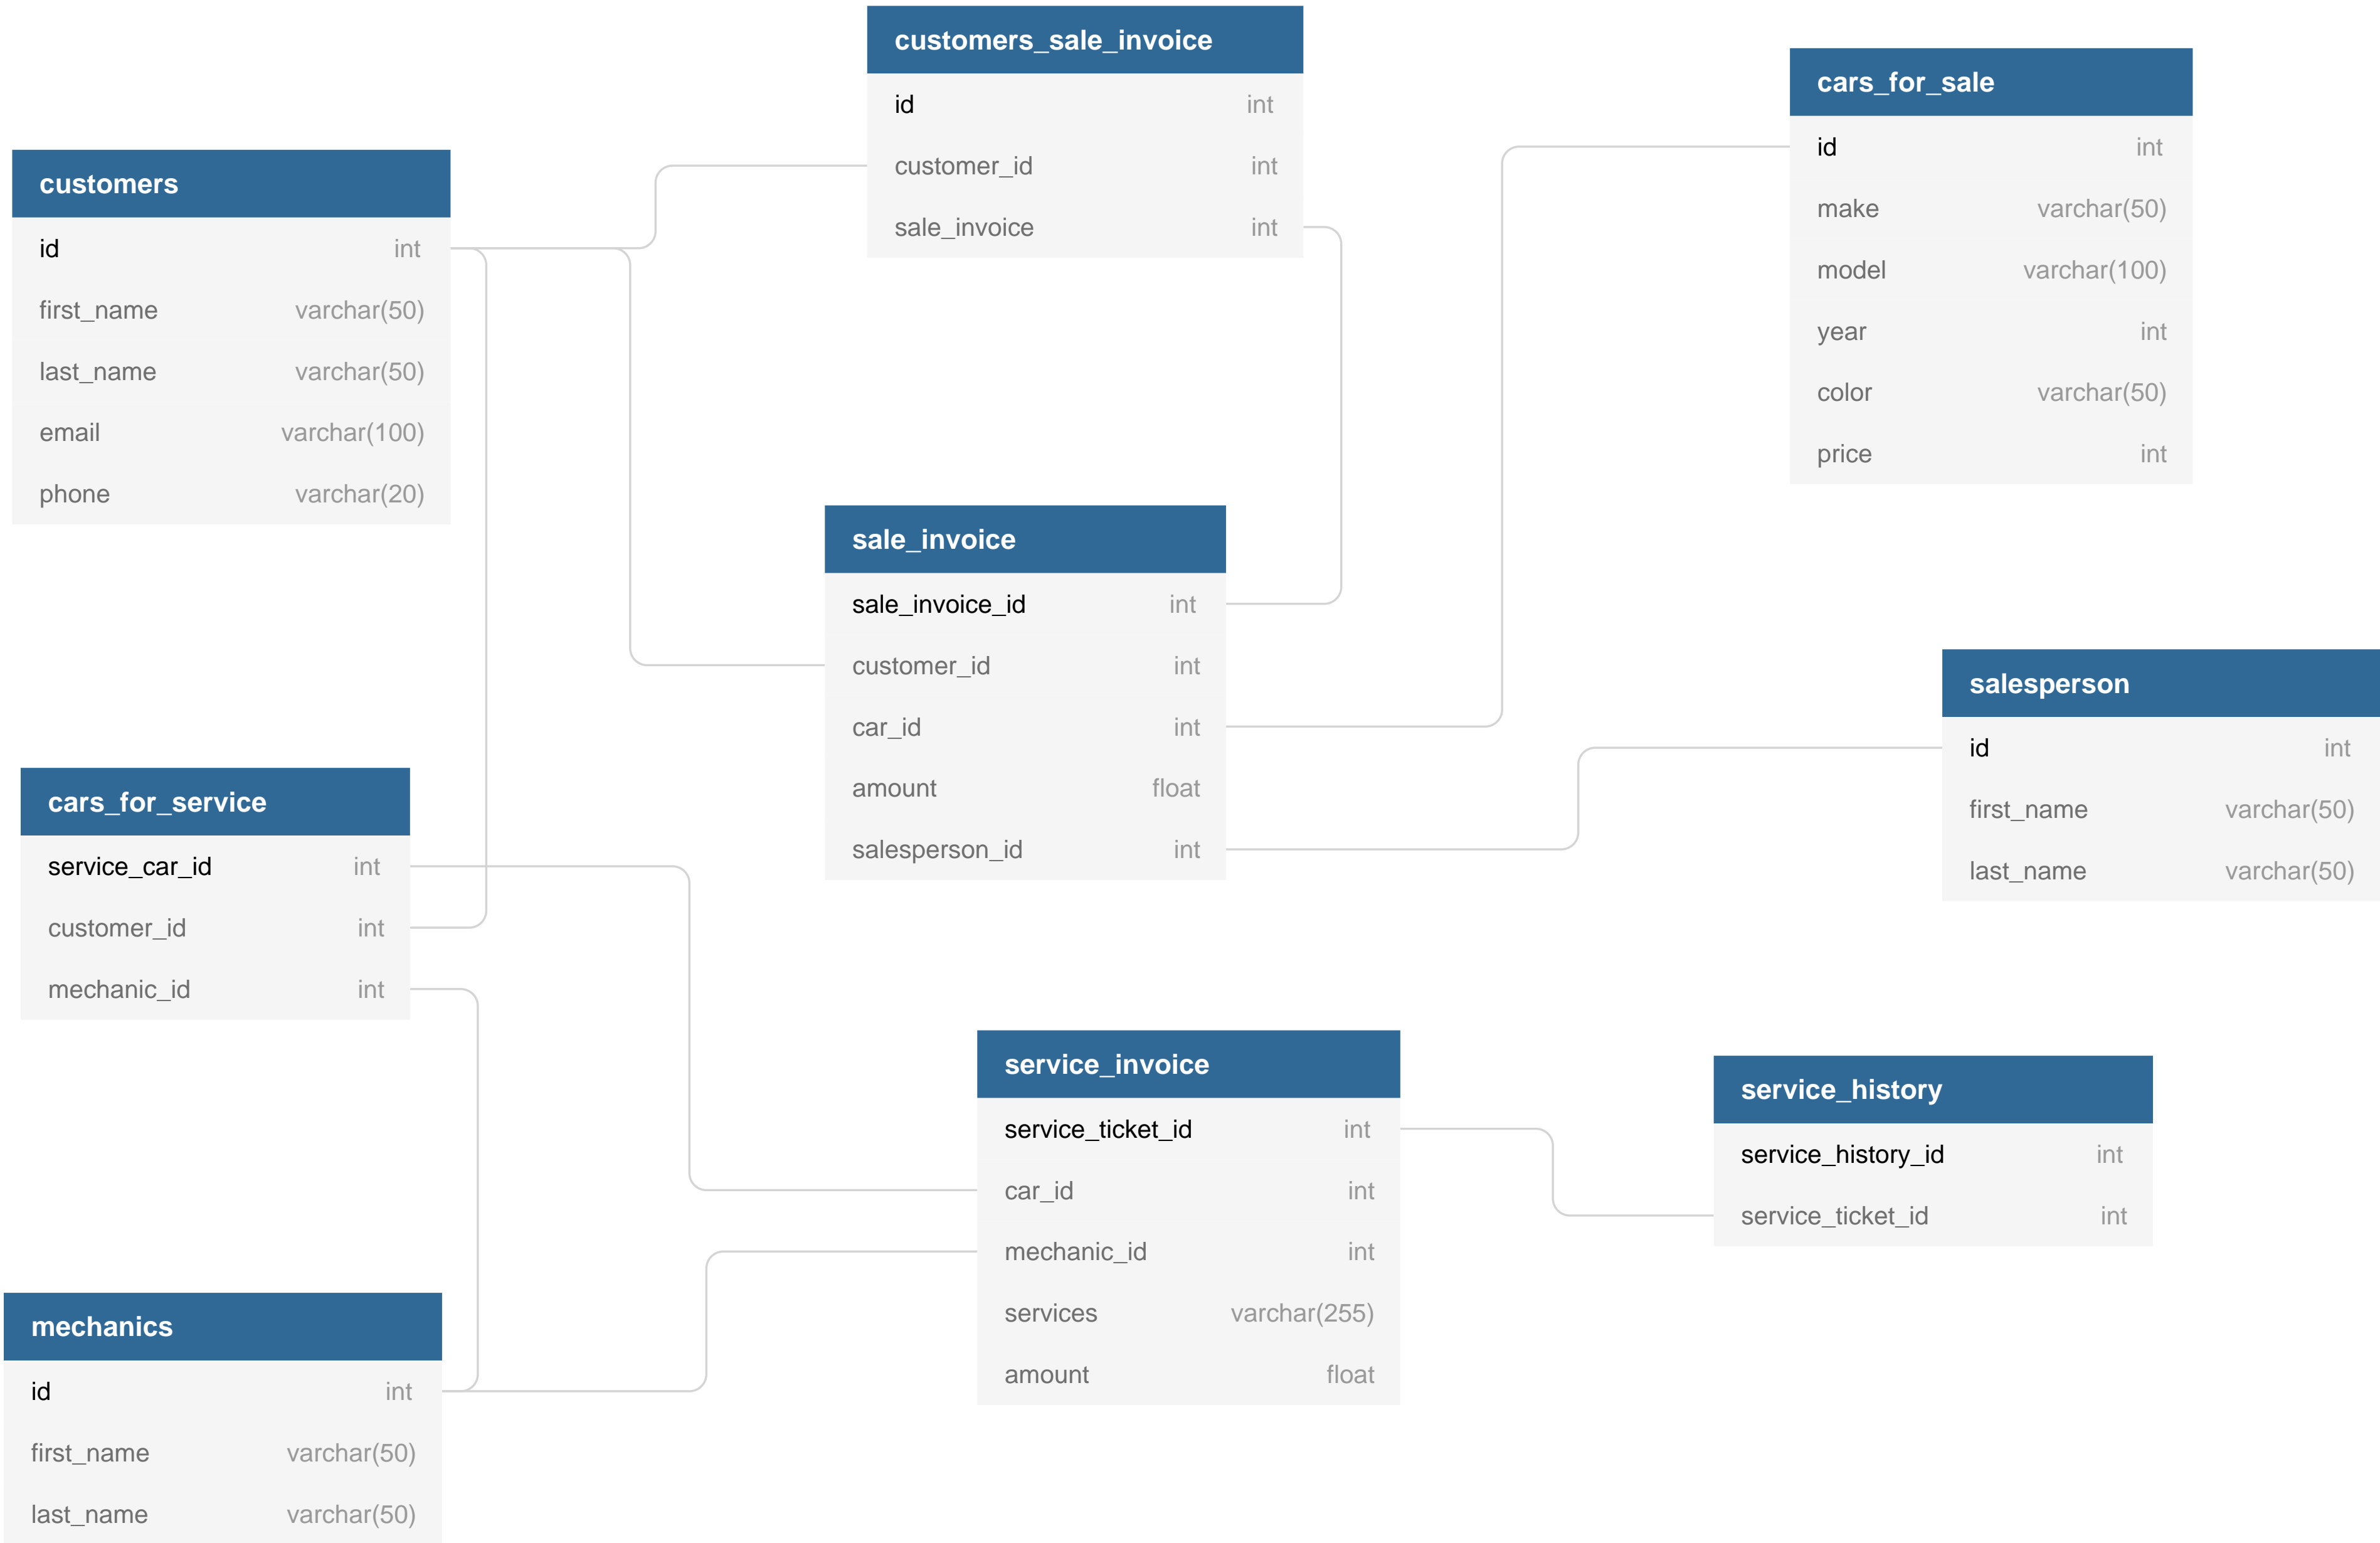 customers_sale_invoice
id int
customer_id int
sale_invoice int
cars_for_sale
id int
make varchar(50)
model varchar(100)
year int
color varchar(50)
price int
customers
id int
first_name varchar(50)
last_name varchar(50)
email varchar(100)
phone varchar(20)
sale_invoice
sale_invoice_id int
customer_id int
car_id int
amount float
salesperson_id int
salesperson
id int
first_name varchar(50)
last_name varchar(50)
cars_for_service
service_car_id int
customer_id int
mechanic_id int
service_invoice
service_ticket_id int
car_id int
mechanic_id int
services varchar(255)
amount float
service_history
service_history_id int
service_ticket_id int
mechanics
id int
first_name varchar(50)
last_name varchar(50)